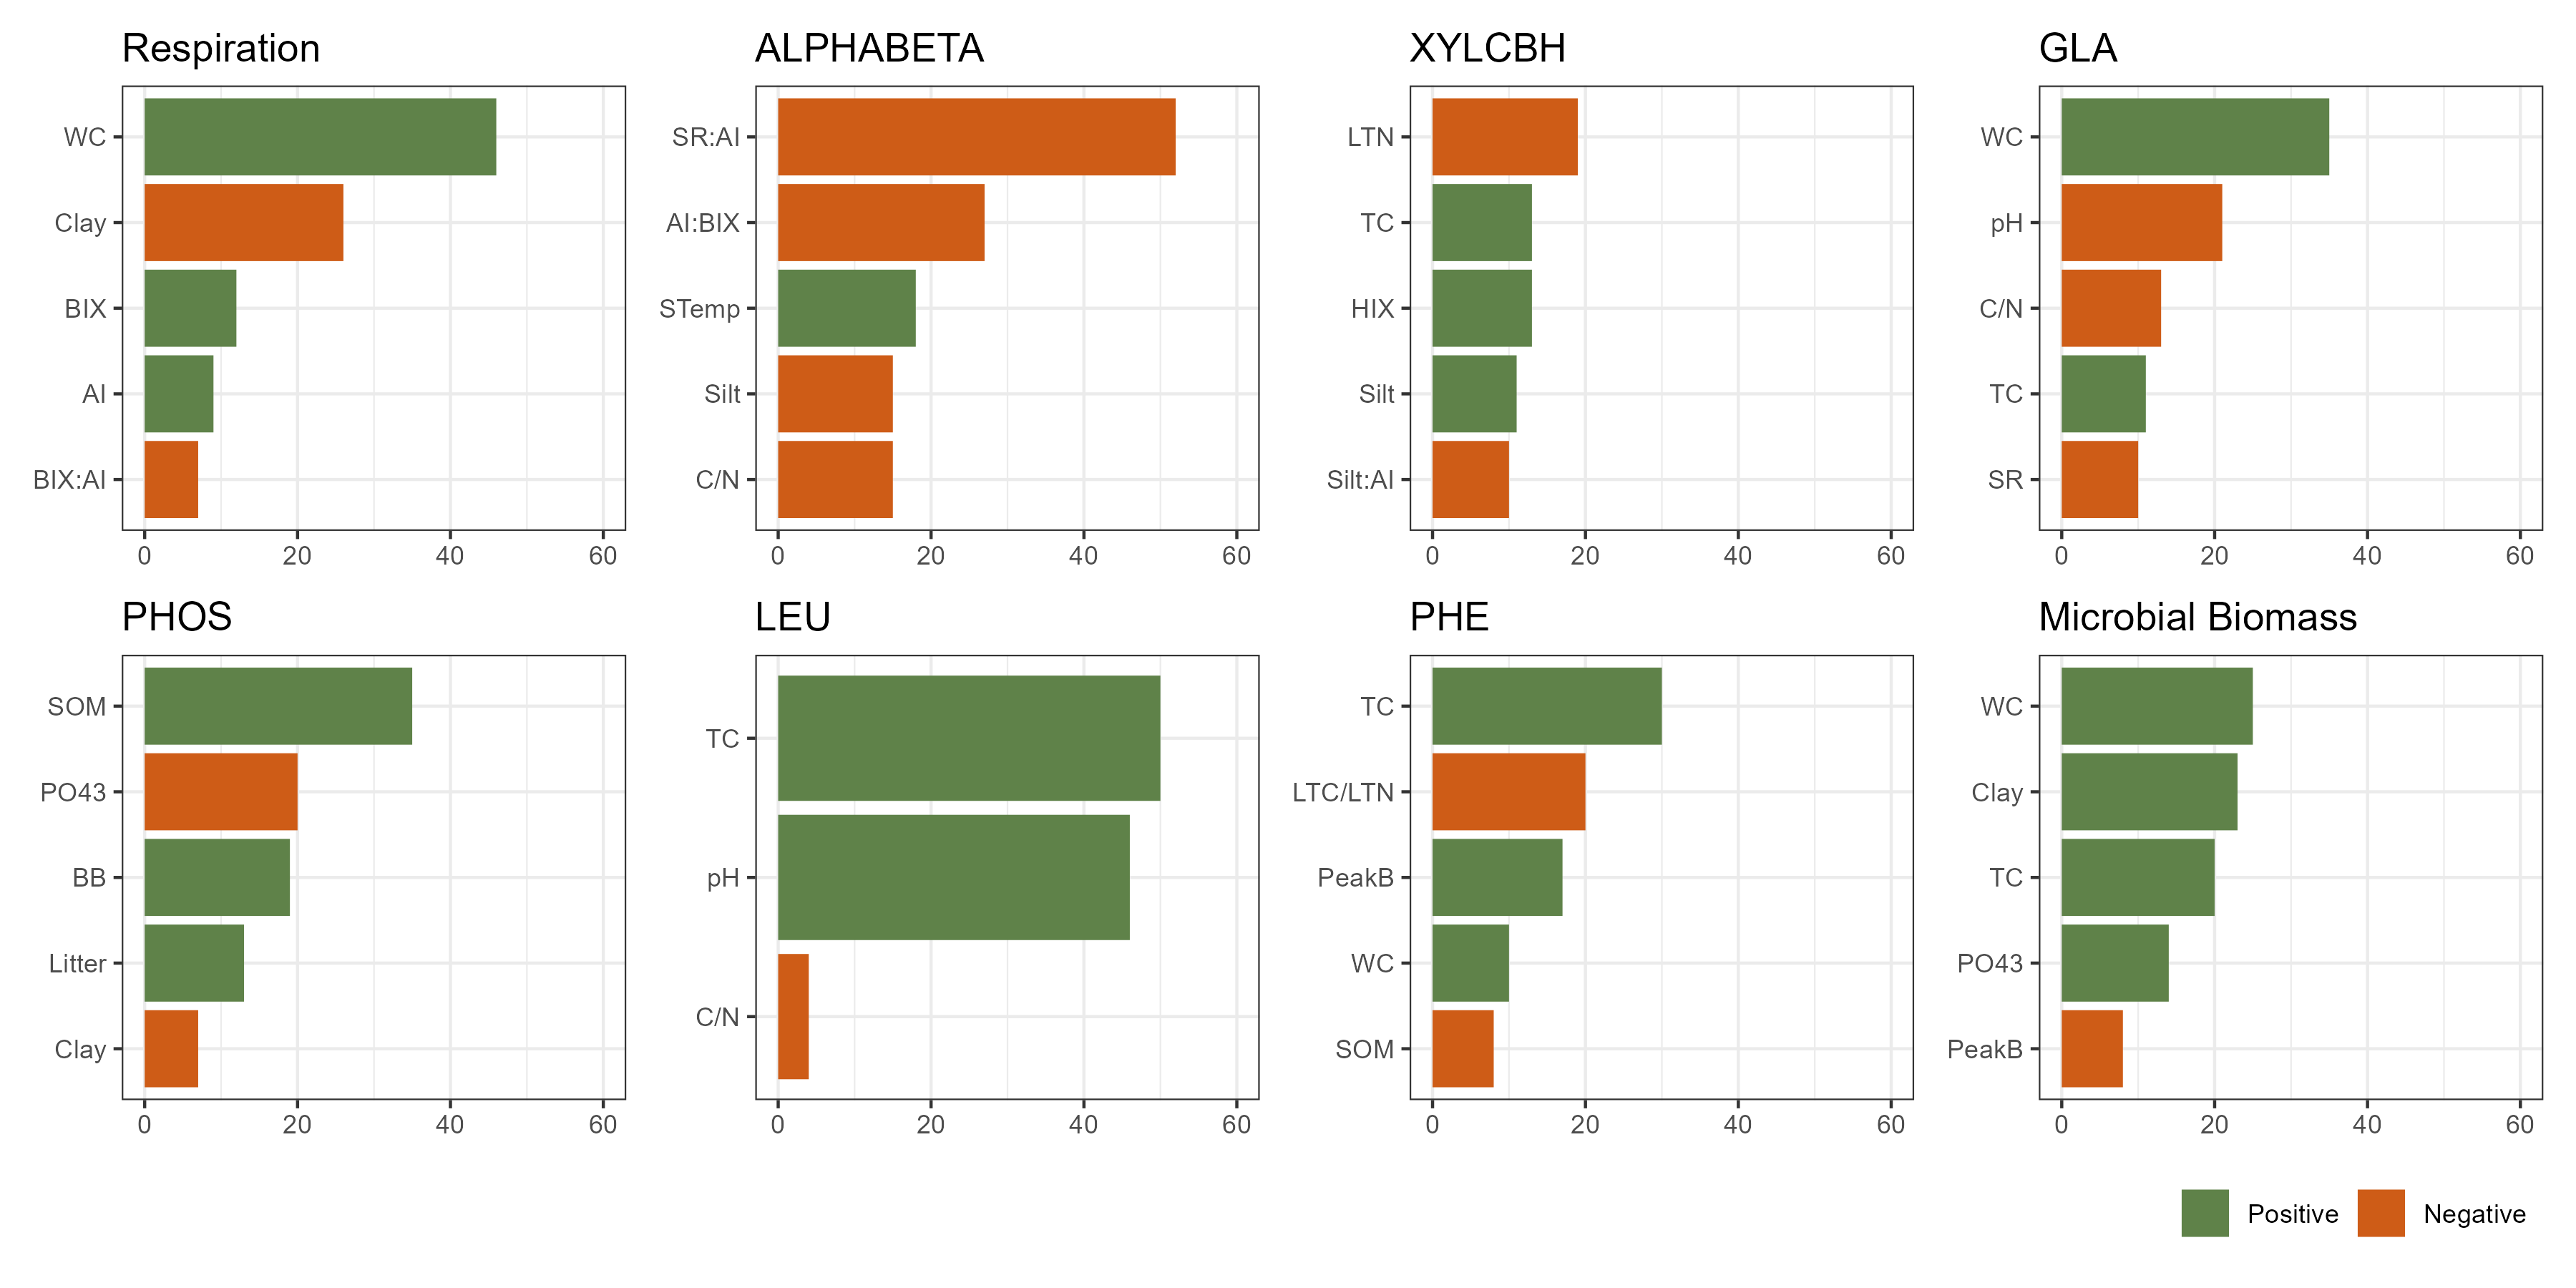 Respiration
WC
Clay
BIX
AI
BIX:AI
0 20 40 60
ALPHABETA
SR:AI
AI:BIX
STemp
Silt
C/N
0 20 40 60
XYLCBH
LTN
TC
HIX
Silt
Silt:AI
0 20 40 60
GLA
WC
pH
C/N
TC
SR
0 20 40 60
PHOS
SOM
PO43
BB
Litter
Clay
0 20 40 60
LEU
TC
pH
C/N
0 20 40 60
PHE
TC
LTC/LTN
PeakB
WC
SOM
0 20 40 60
Microbial Biomass
WC
Clay
TC
PO43
PeakB
0 20 40 60
Positive Negative